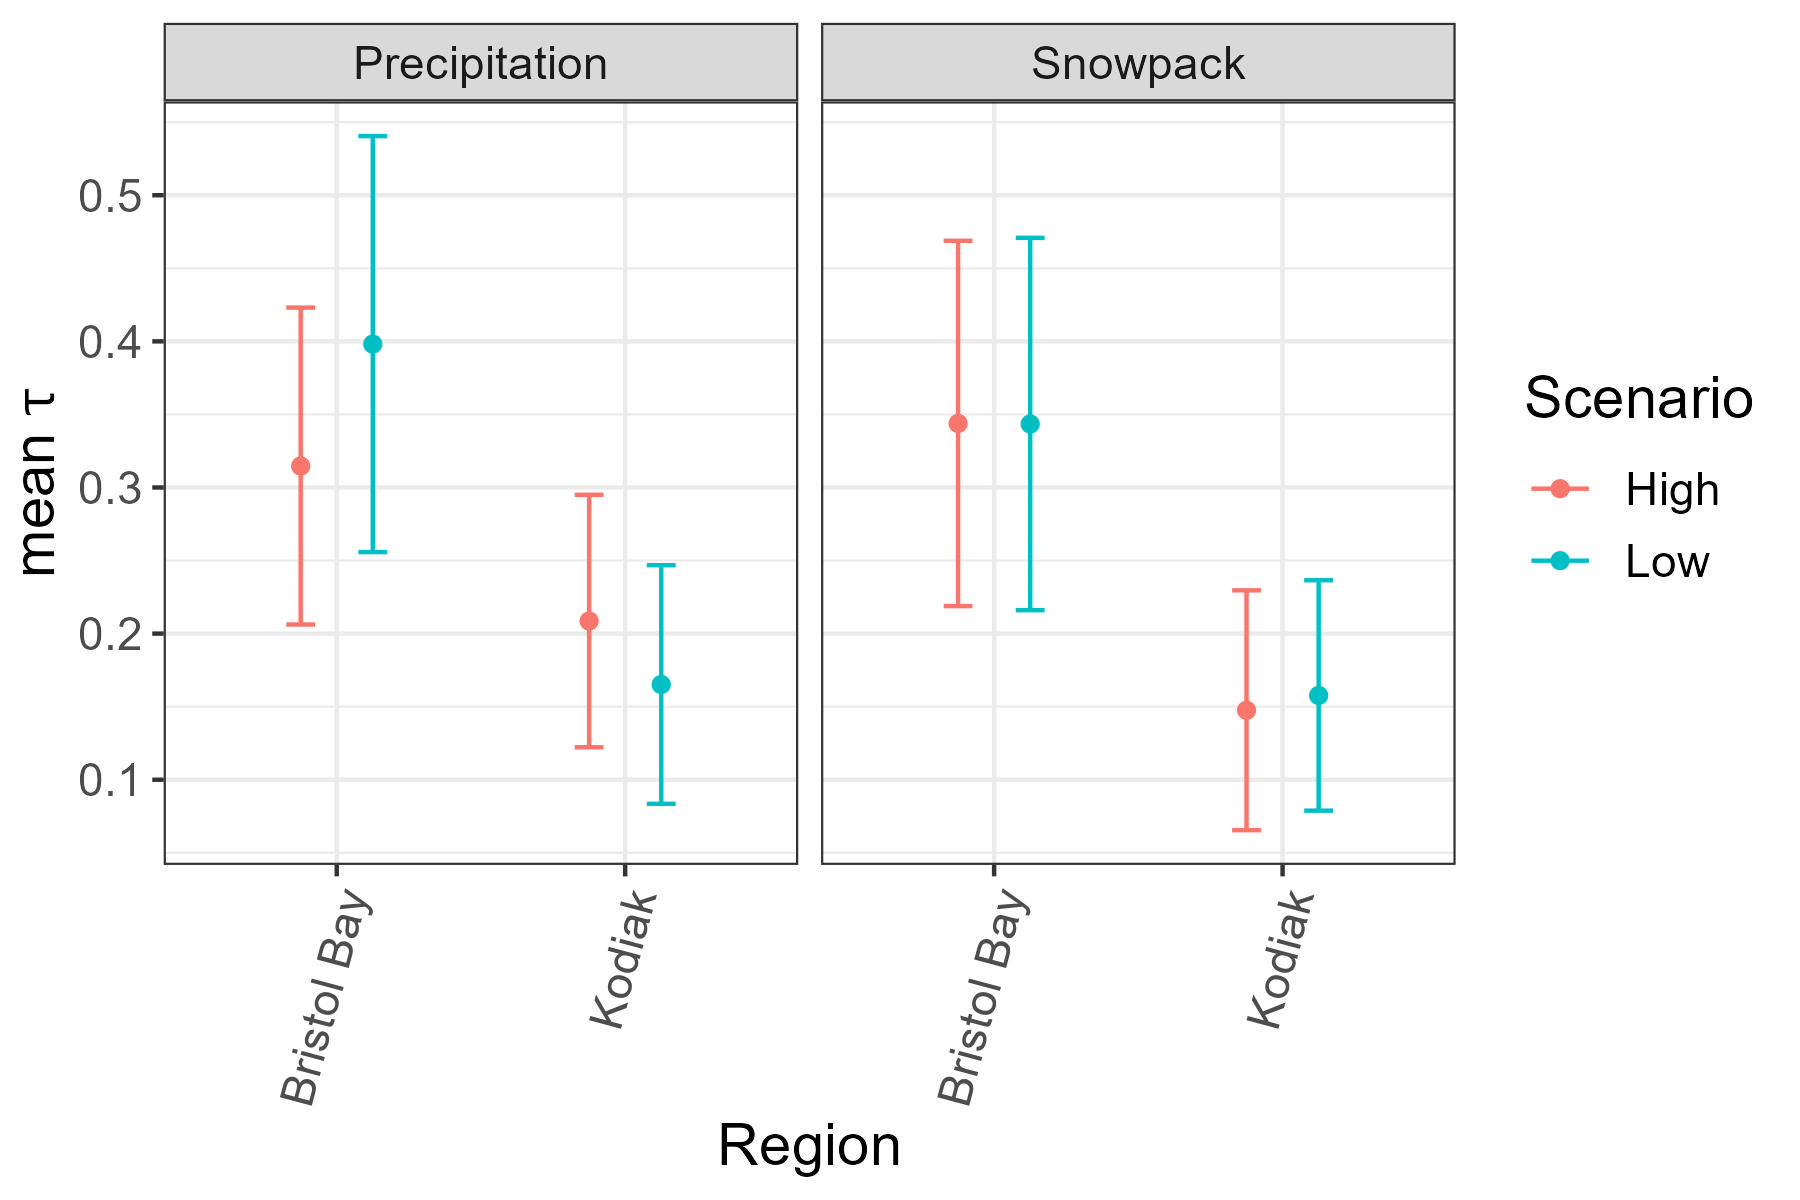 Precipitation
Snowpack
0.5
0.4
0.3
0.2
0.1
mean τ
Bristol Bay
Kodiak
Bristol Bay
Kodiak
Region
Scenario
High
Low